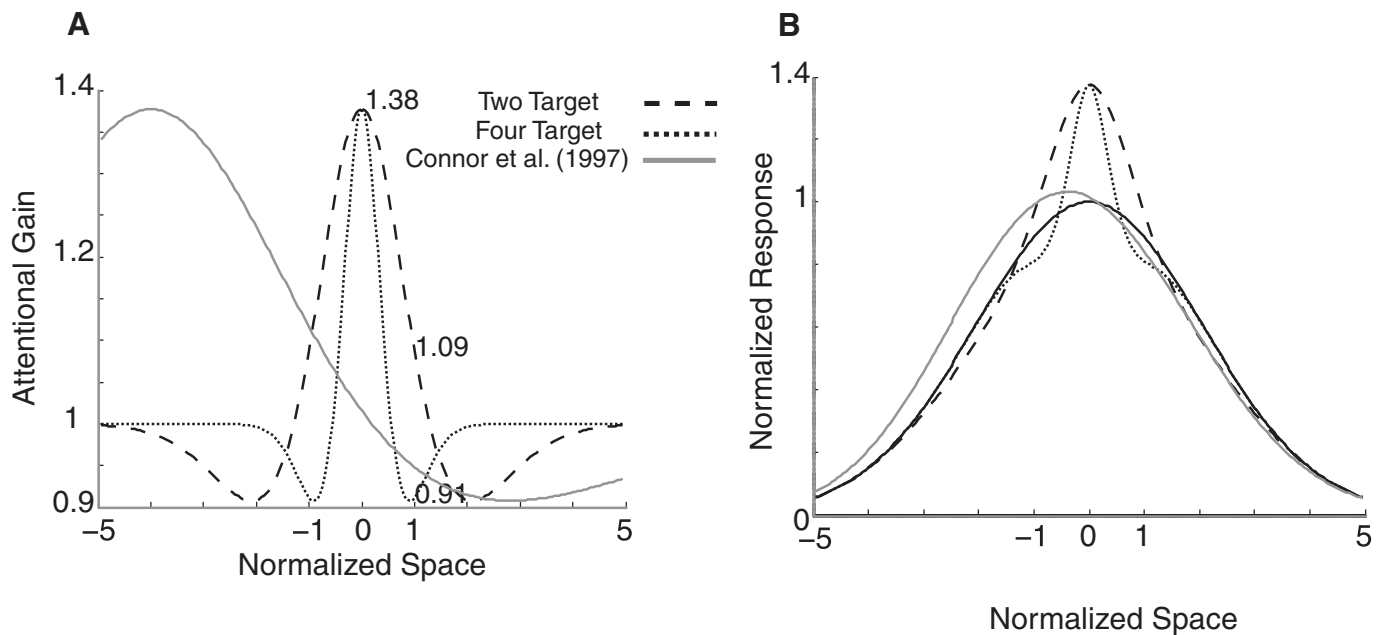 A
B
1.4
1.2
1
0.9
Attentional Gain
1.38
1.09
0.91
Two Target
Four Target
Connor et al. (1997)
−5
−1
0
1
5
Normalized Space
1.4
1
0
Normalized Response
−5
−1
0
1
5
Normalized Space